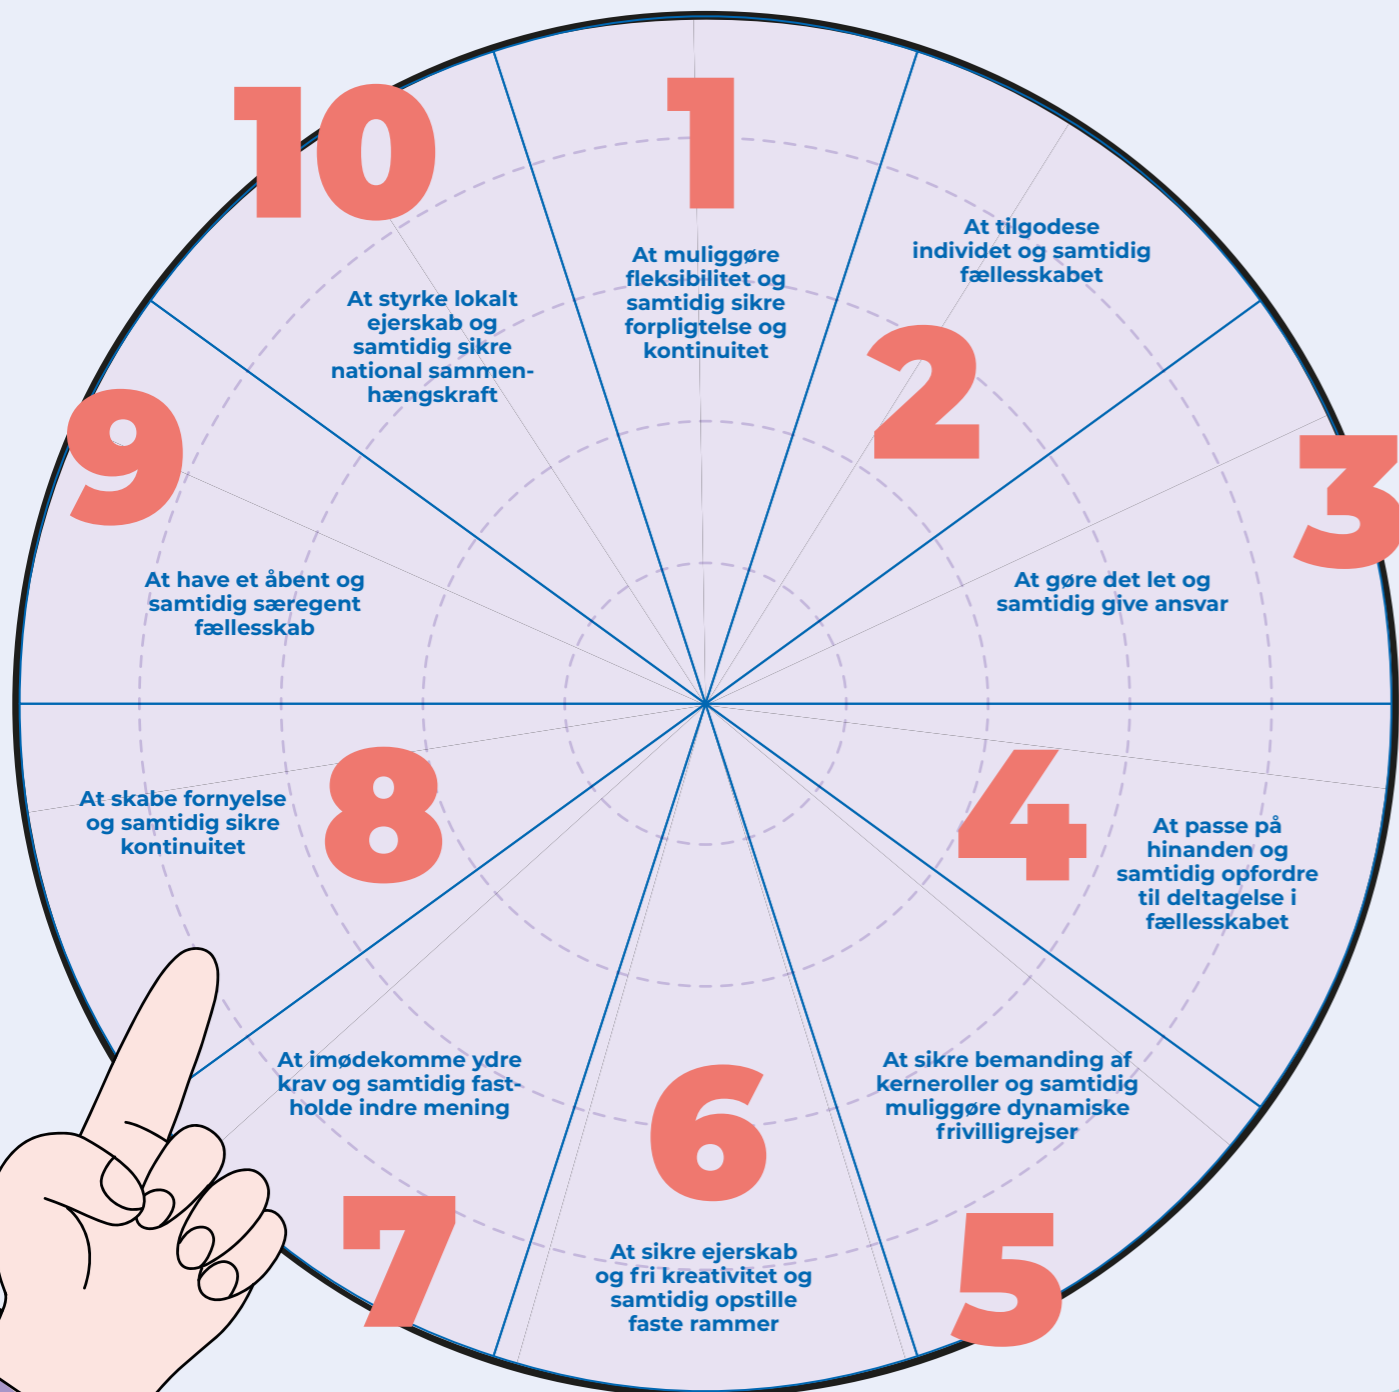 1
At muliggøre
fleksibilitet og
samtidig sikre
forpligtelse og
kontinuitet
2
At tilgodese
individet og samtidig
fællesskabet
3
At gøre det let og
samtidig give ansvar
4
At passe på
hinanden og
samtidig opfordre
til deltagelse i
fællesskabet
5
At sikre bemanding af
kerneroller og samtidig
muliggøre dynamiske
frivilligrejser
6
At sikre ejerskab
og fri kreativitet og
samtidig opstille
faste rammer
7
At imødekomme ydre
krav og samtidig fast-
holde indre mening
8
At skabe fornyelse
og samtidig sikre
kontinuitet
9
At have et åbent og
samtidig særegent
fællesskab
10
At styrke lokalt
ejerskab og
samtidig sikre
national sammen-
hængskraft